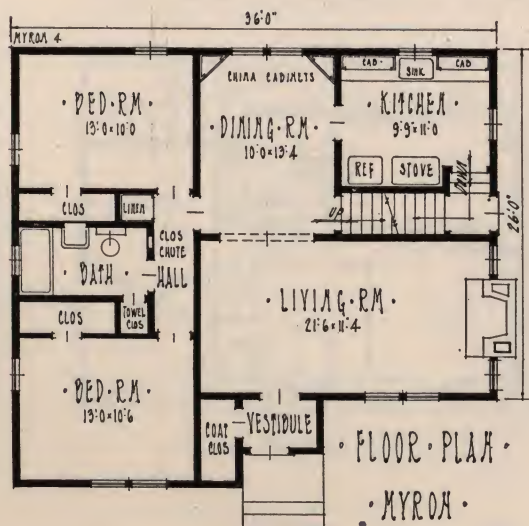 36'0"
MYRON 4
CAB.
SINK
CAB
CHINA CABINETS
· BED · RM ·
13'0 × 10'0
· DINING · RM ·
10'0 × 13'4
· KITCHEN ·
9'9 × 11'0
REF
STOVE
DOWN
26'0"
CLOS
LINEN
UP
CLOS
CHUTE
· BATH ·
HALL
· LIVING · RM ·
21'6 × 11'4
CLOS
TOWEL
CLOS
· BED · RM ·
13'0 × 10'6
COAT
CLOS
· VESTIBULE ·
· FLOOR · PLAN ·
· MYRON ·